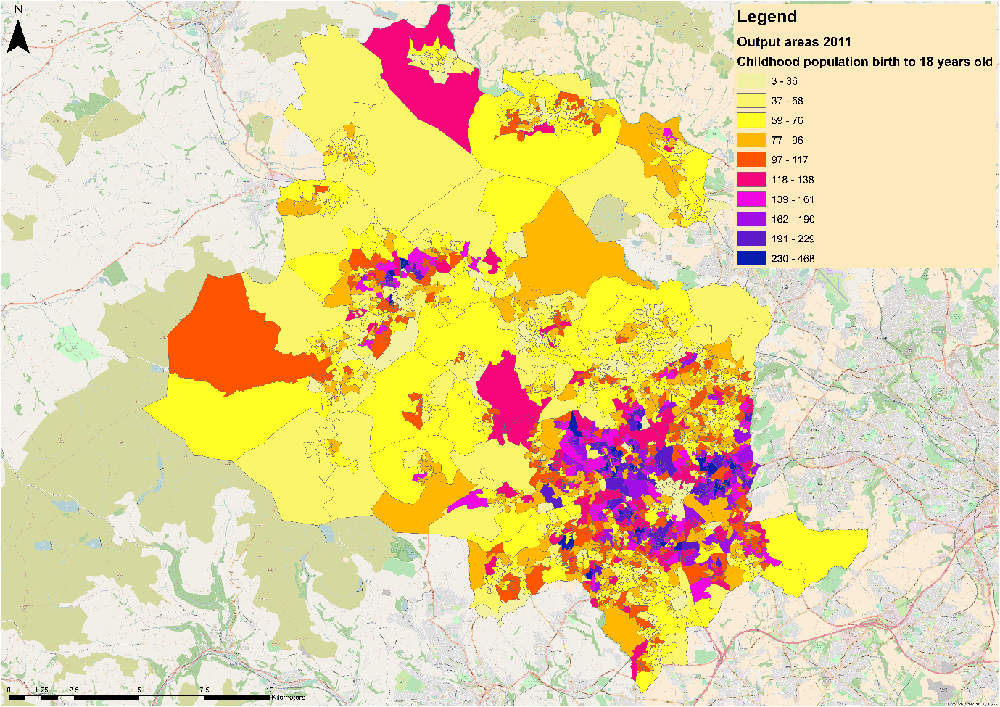 N
Legend
Output areas 2011
Childhood population birth to 18 years old
3 - 36
37 - 58
59 - 76
77 - 96
97 - 117
118 - 138
139 - 161
162 - 190
191 - 229
230 - 468
0 1.25 2.5 5 7.5 10
Kilometers